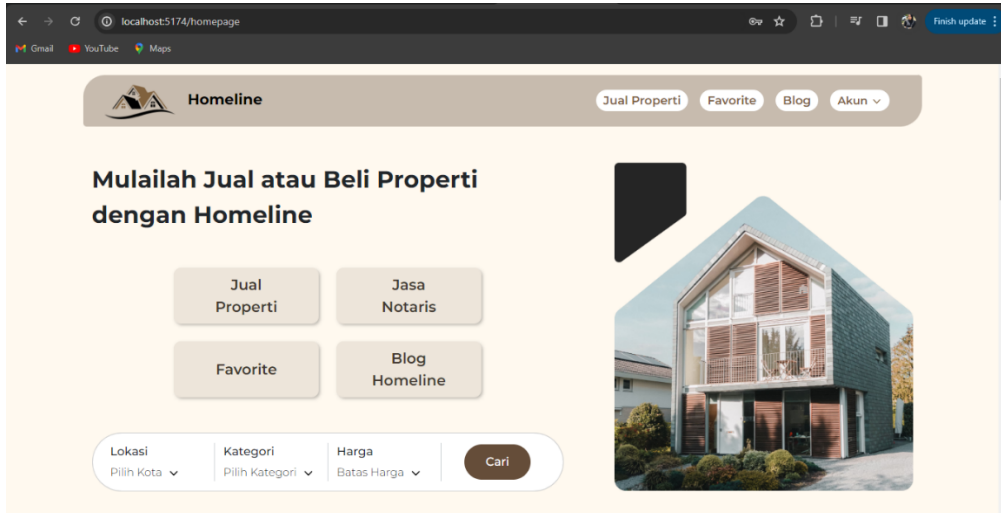 localhost:5174/homepage
Finish update
Gmail YouTube Maps
Homeline
Jual Properti Favorite Blog Akun
Mulailah Jual atau Beli Properti
dengan Homeline
Jual
Properti
Jasa
Notaris
Favorite
Blog
Homeline
Lokasi Kategori Harga
Pilih Kota Pilih Kategori Batas Harga
Cari